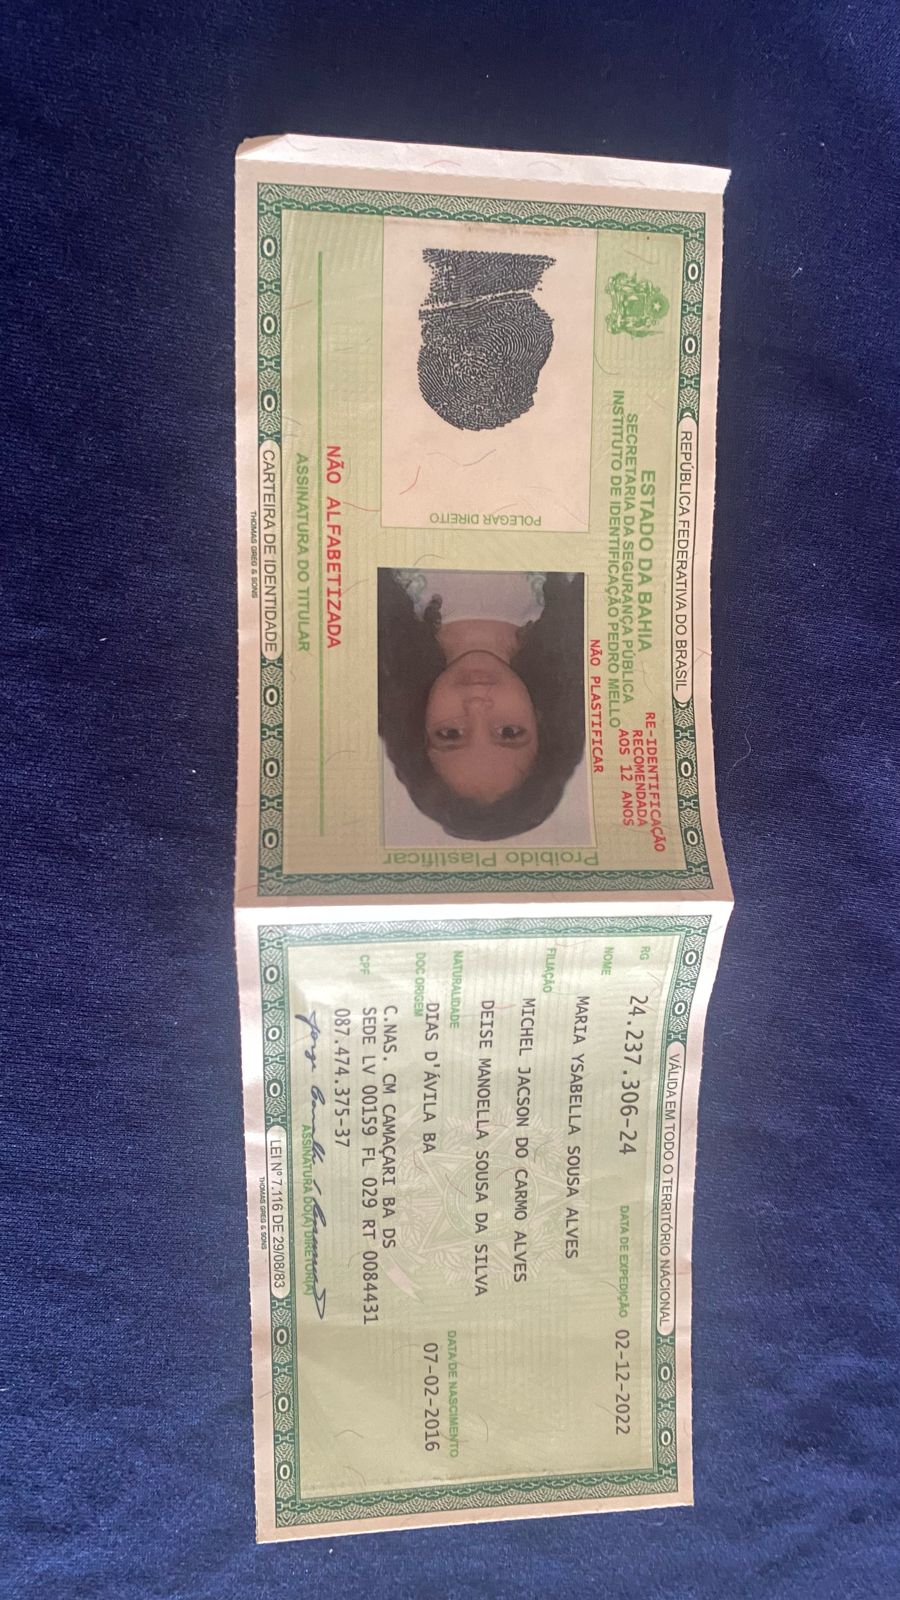 REPÚBLICA FEDERATIVA DO BRASIL
ESTADO DA BAHIA
SECRETARIA DA SEGURANÇA PÚBLICA
INSTITUTO DE IDENTIFICAÇÃO PEDRO MELLO
RE-IDENTIFICAÇÃO
RECOMENDADA
AOS 12 ANOS
NÃO PLASTIFICAR
POLEGAR DIREITO
Proibido Plastificar
NÃO ALFABETIZADA
ASSINATURA DO TITULAR
CARTEIRA DE IDENTIDADE
THOMAS GREG & SONS
VÁLIDA EM TODO O TERRITÓRIO NACIONAL
RG 24.237.306-24 DATA DE EXPEDIÇÃO 02-12-2022
NOME
MARIA YSABELLA SOUSA ALVES
FILIAÇÃO
MICHEL JACSON DO CARMO ALVES
DEISE MANOELLA SOUSA DA SILVA
NATURALIDADE DATA DE NASCIMENTO
DIAS D'ÁVILA BA 07-02-2016
DOC ORIGEM
C.NAS. CM CAMAÇARI BA DS
SEDE LV 00159 FL 029 RT 0084431
CPF
087.474.375-37
ASSINATURA DO(A) DIRETOR(A)
LEI Nº 7.116 DE 29/08/83
THOMAS GREG & SONS